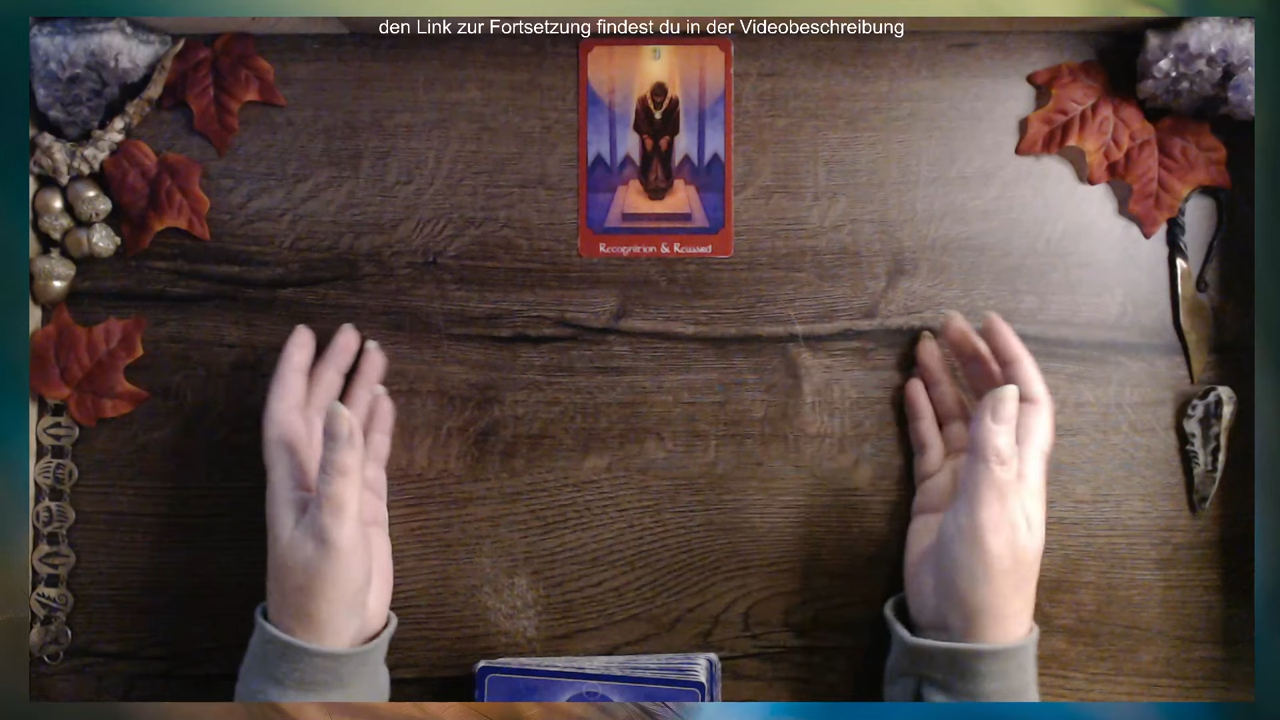 den Link zur Fortsetzung findest du in der Videobeschreibung
Recognition & Reward